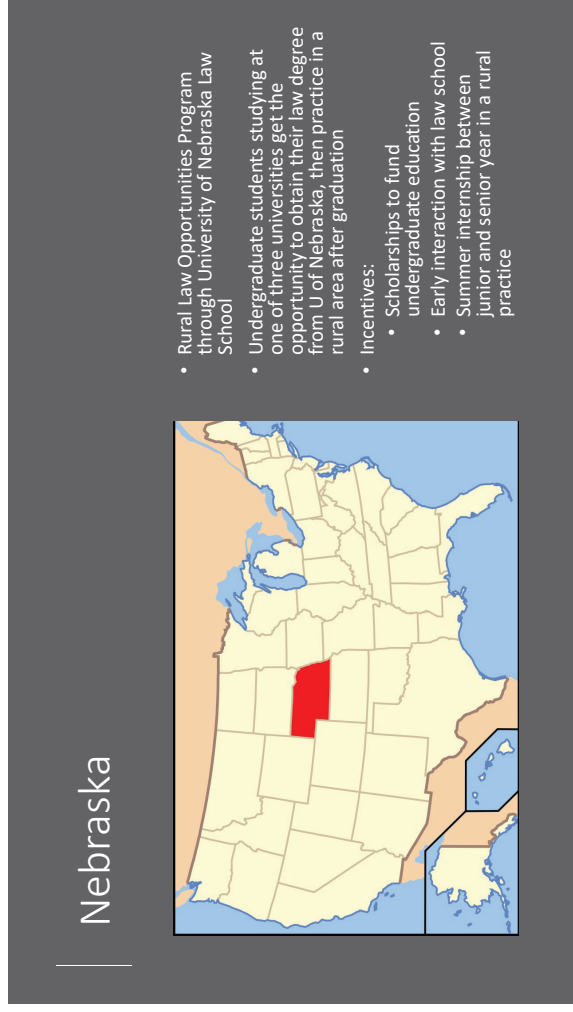 Nebraska
• Rural Law Opportunities Program
through University of Nebraska Law
School
• Undergraduate students studying at
one of three universities get the
opportunity to obtain their law degree
from U of Nebraska, then practice in a
rural area after graduation
• Incentives:
• Scholarships to fund
undergraduate education
• Early interaction with law school
• Summer internship between
junior and senior year in a rural
practice